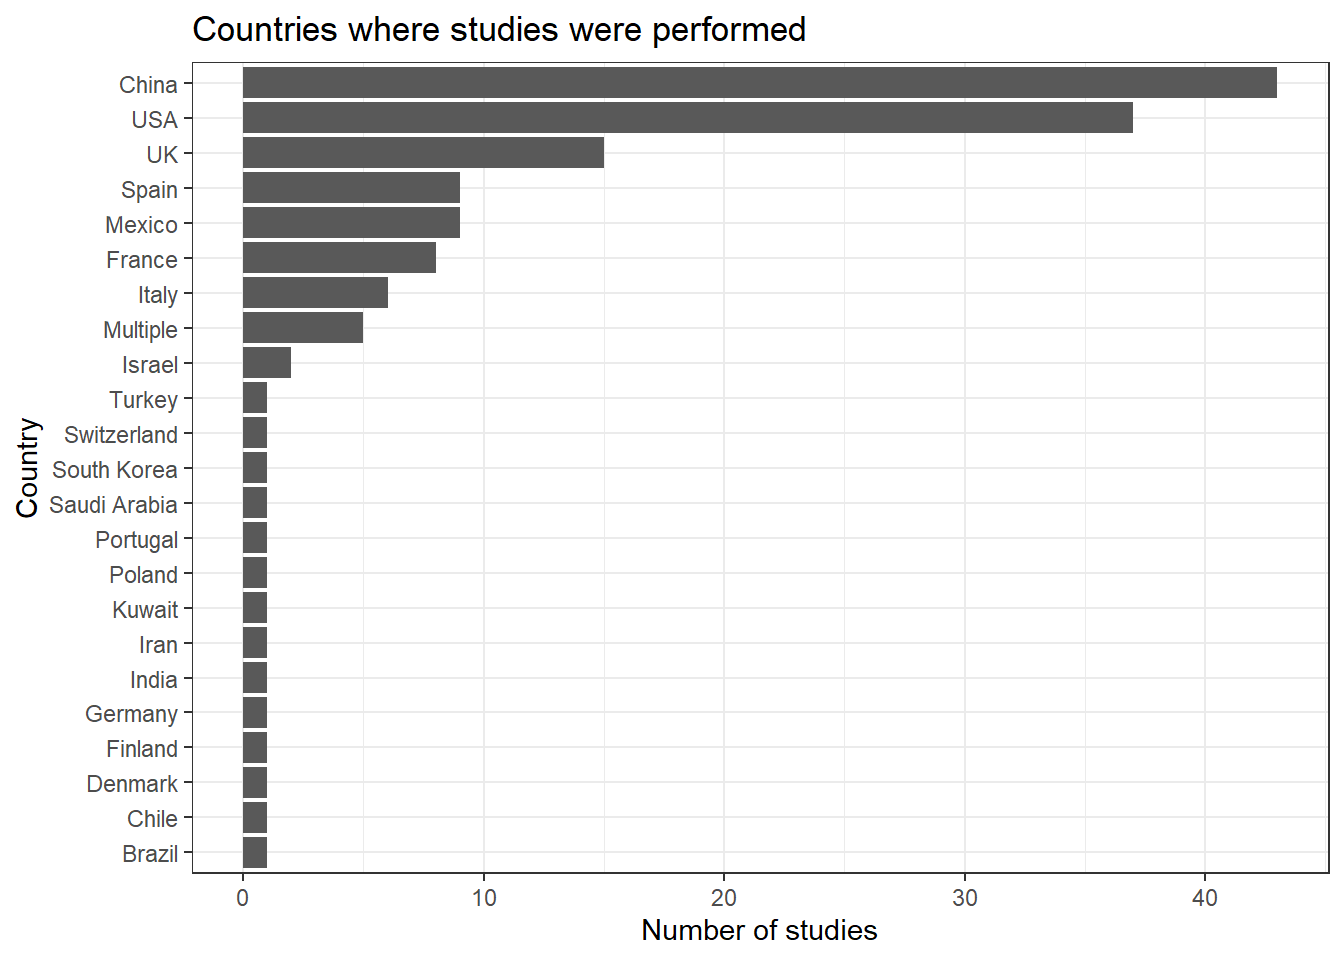 Countries where studies were performed
China
USA
UK
Spain
Mexico
France
Italy
Multiple
Israel
Turkey
Switzerland
South Korea
Saudi Arabia
Portugal
Poland
Kuwait
Iran
India
Germany
Finland
Denmark
Chile
Brazil
Country
0 10 20 30 40
Number of studies